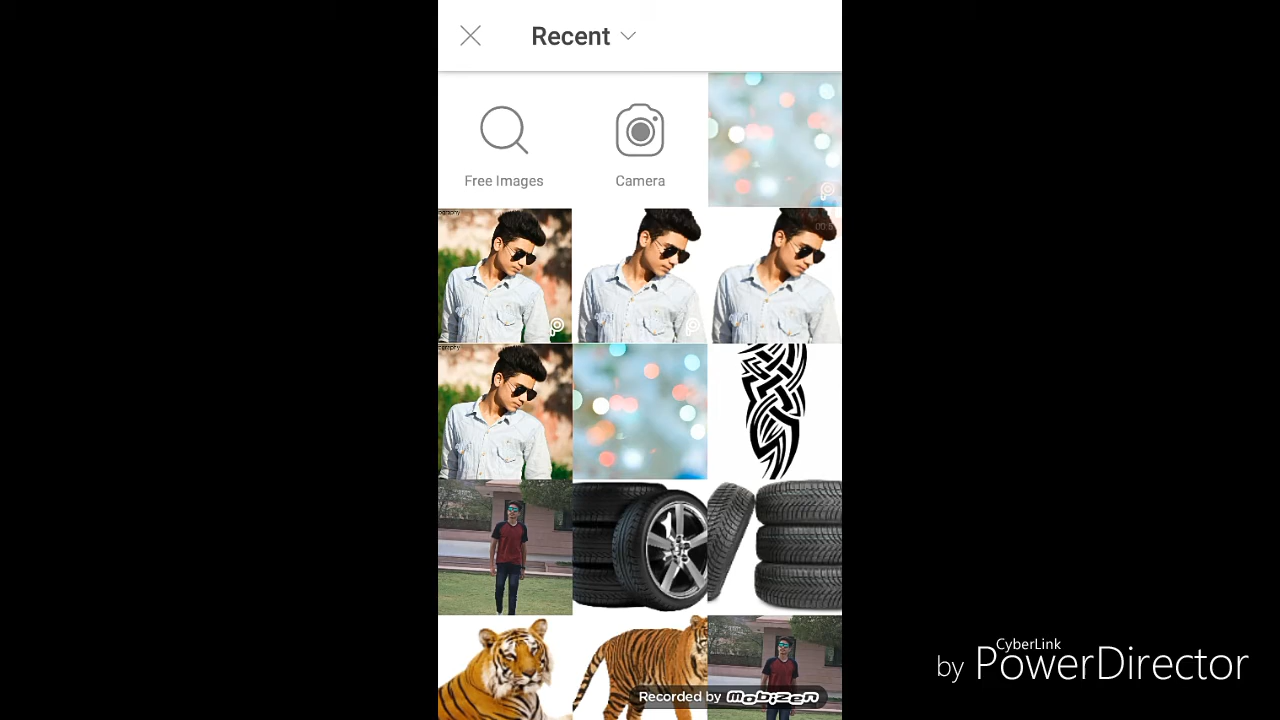 Recent
Free Images
Camera
CyberLink
by PowerDirector
Recorded by mobizen